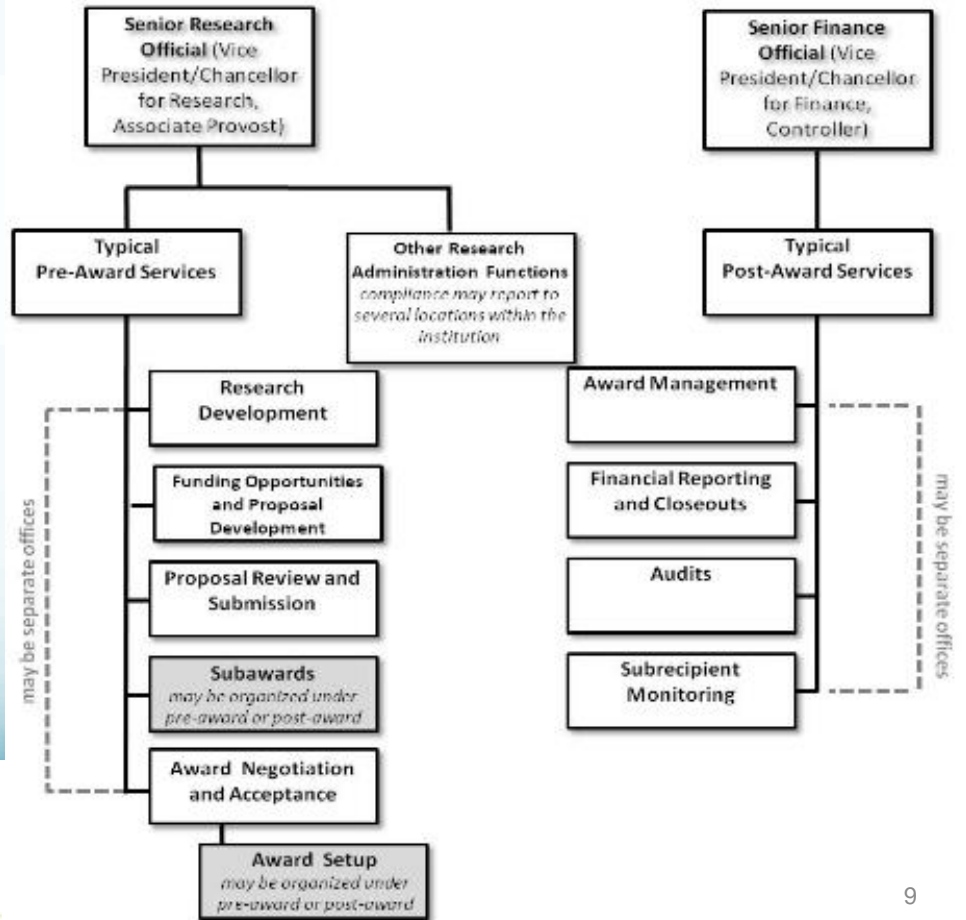 Senior Research
Official (Vice
President/Chancellor
for Research,
Associate Provost)
Senior Finance
Official (Vice
President/Chancellor
for Finance,
Controller)
Typical
Pre-Award Services
Other Research
Administration Functions
compliance may report to
several locations within the
institution
Typical
Post-Award Services
may be separate offices
Research
Development
Funding Opportunities
and Proposal
Development
Proposal Review and
Submission
Subawards
may be organized under
pre-award or post-award
Award Negotiation
and Acceptance
Award Setup
may be organized under
pre-award or post-award
Award Management
Financial Reporting
and Closeouts
Audits
Subrecipient
Monitoring
may be separate offices
9